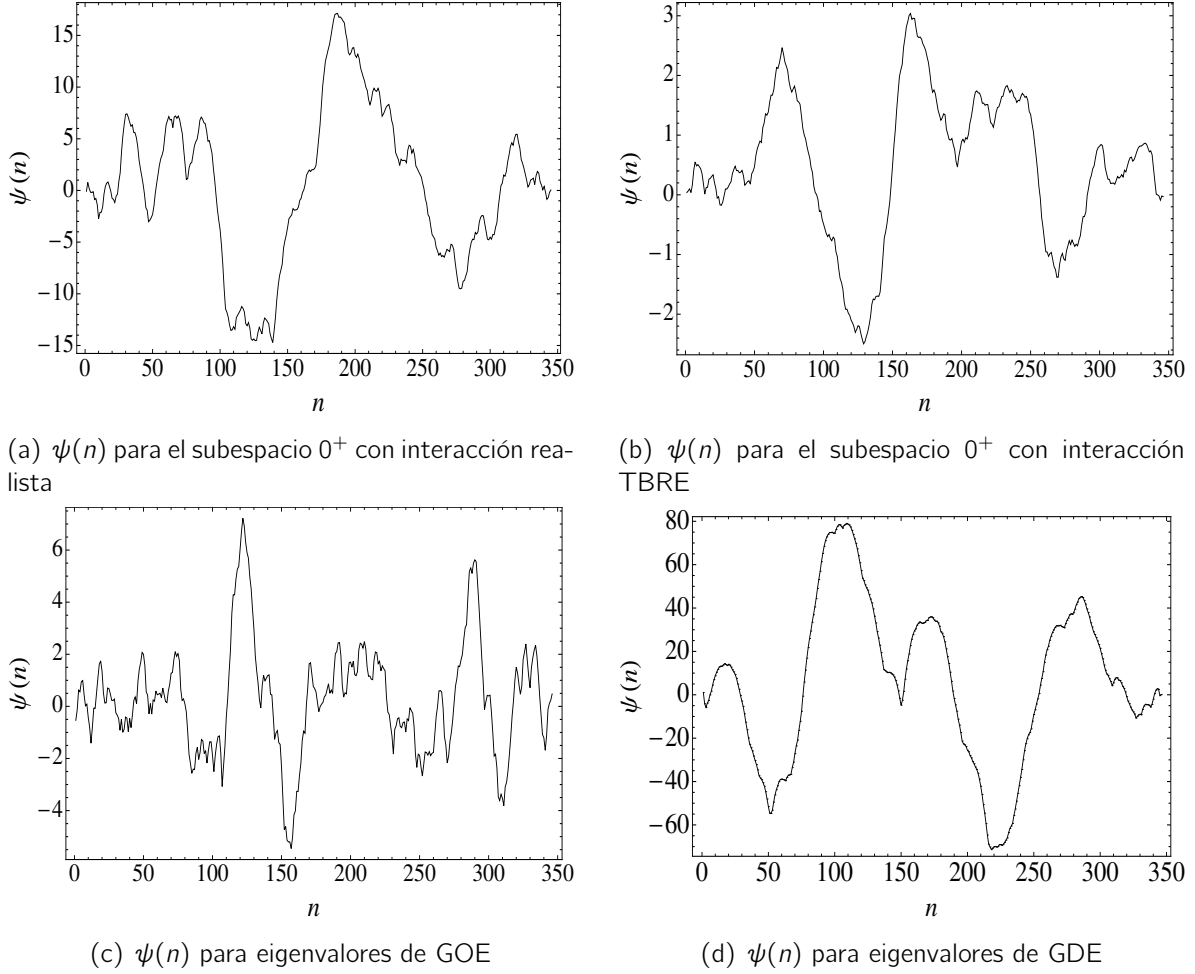 15
10
5
0
−5
−10
−15
ψ(n)
0 50 100 150 200 250 300 350
n
3
2
1
0
−1
−2
ψ(n)
0 50 100 150 200 250 300 350
n
(a) ψ(n) para el subespacio 0⁺ con interacción rea-
lista
(b) ψ(n) para el subespacio 0⁺ con interacción
TBRE
6
4
2
0
−2
−4
ψ(n)
0 50 100 150 200 250 300 350
n
80
60
40
20
0
−20
−40
−60
ψ(n)
0 50 100 150 200 250 300 350
n
(c) ψ(n) para eigenvalores de GOE
(d) ψ(n) para eigenvalores de GDE